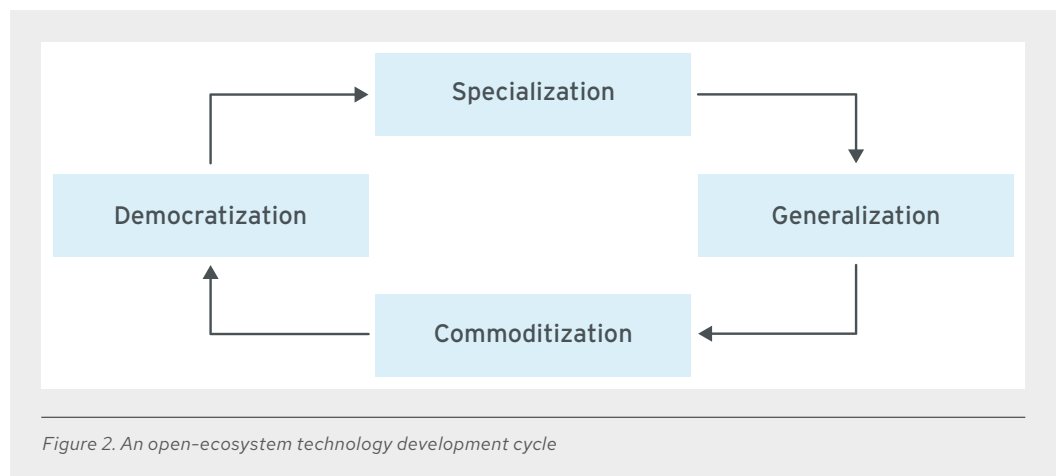 Specialization
Democratization
Generalization
Commoditization
Figure 2. An open-ecosystem technology development cycle